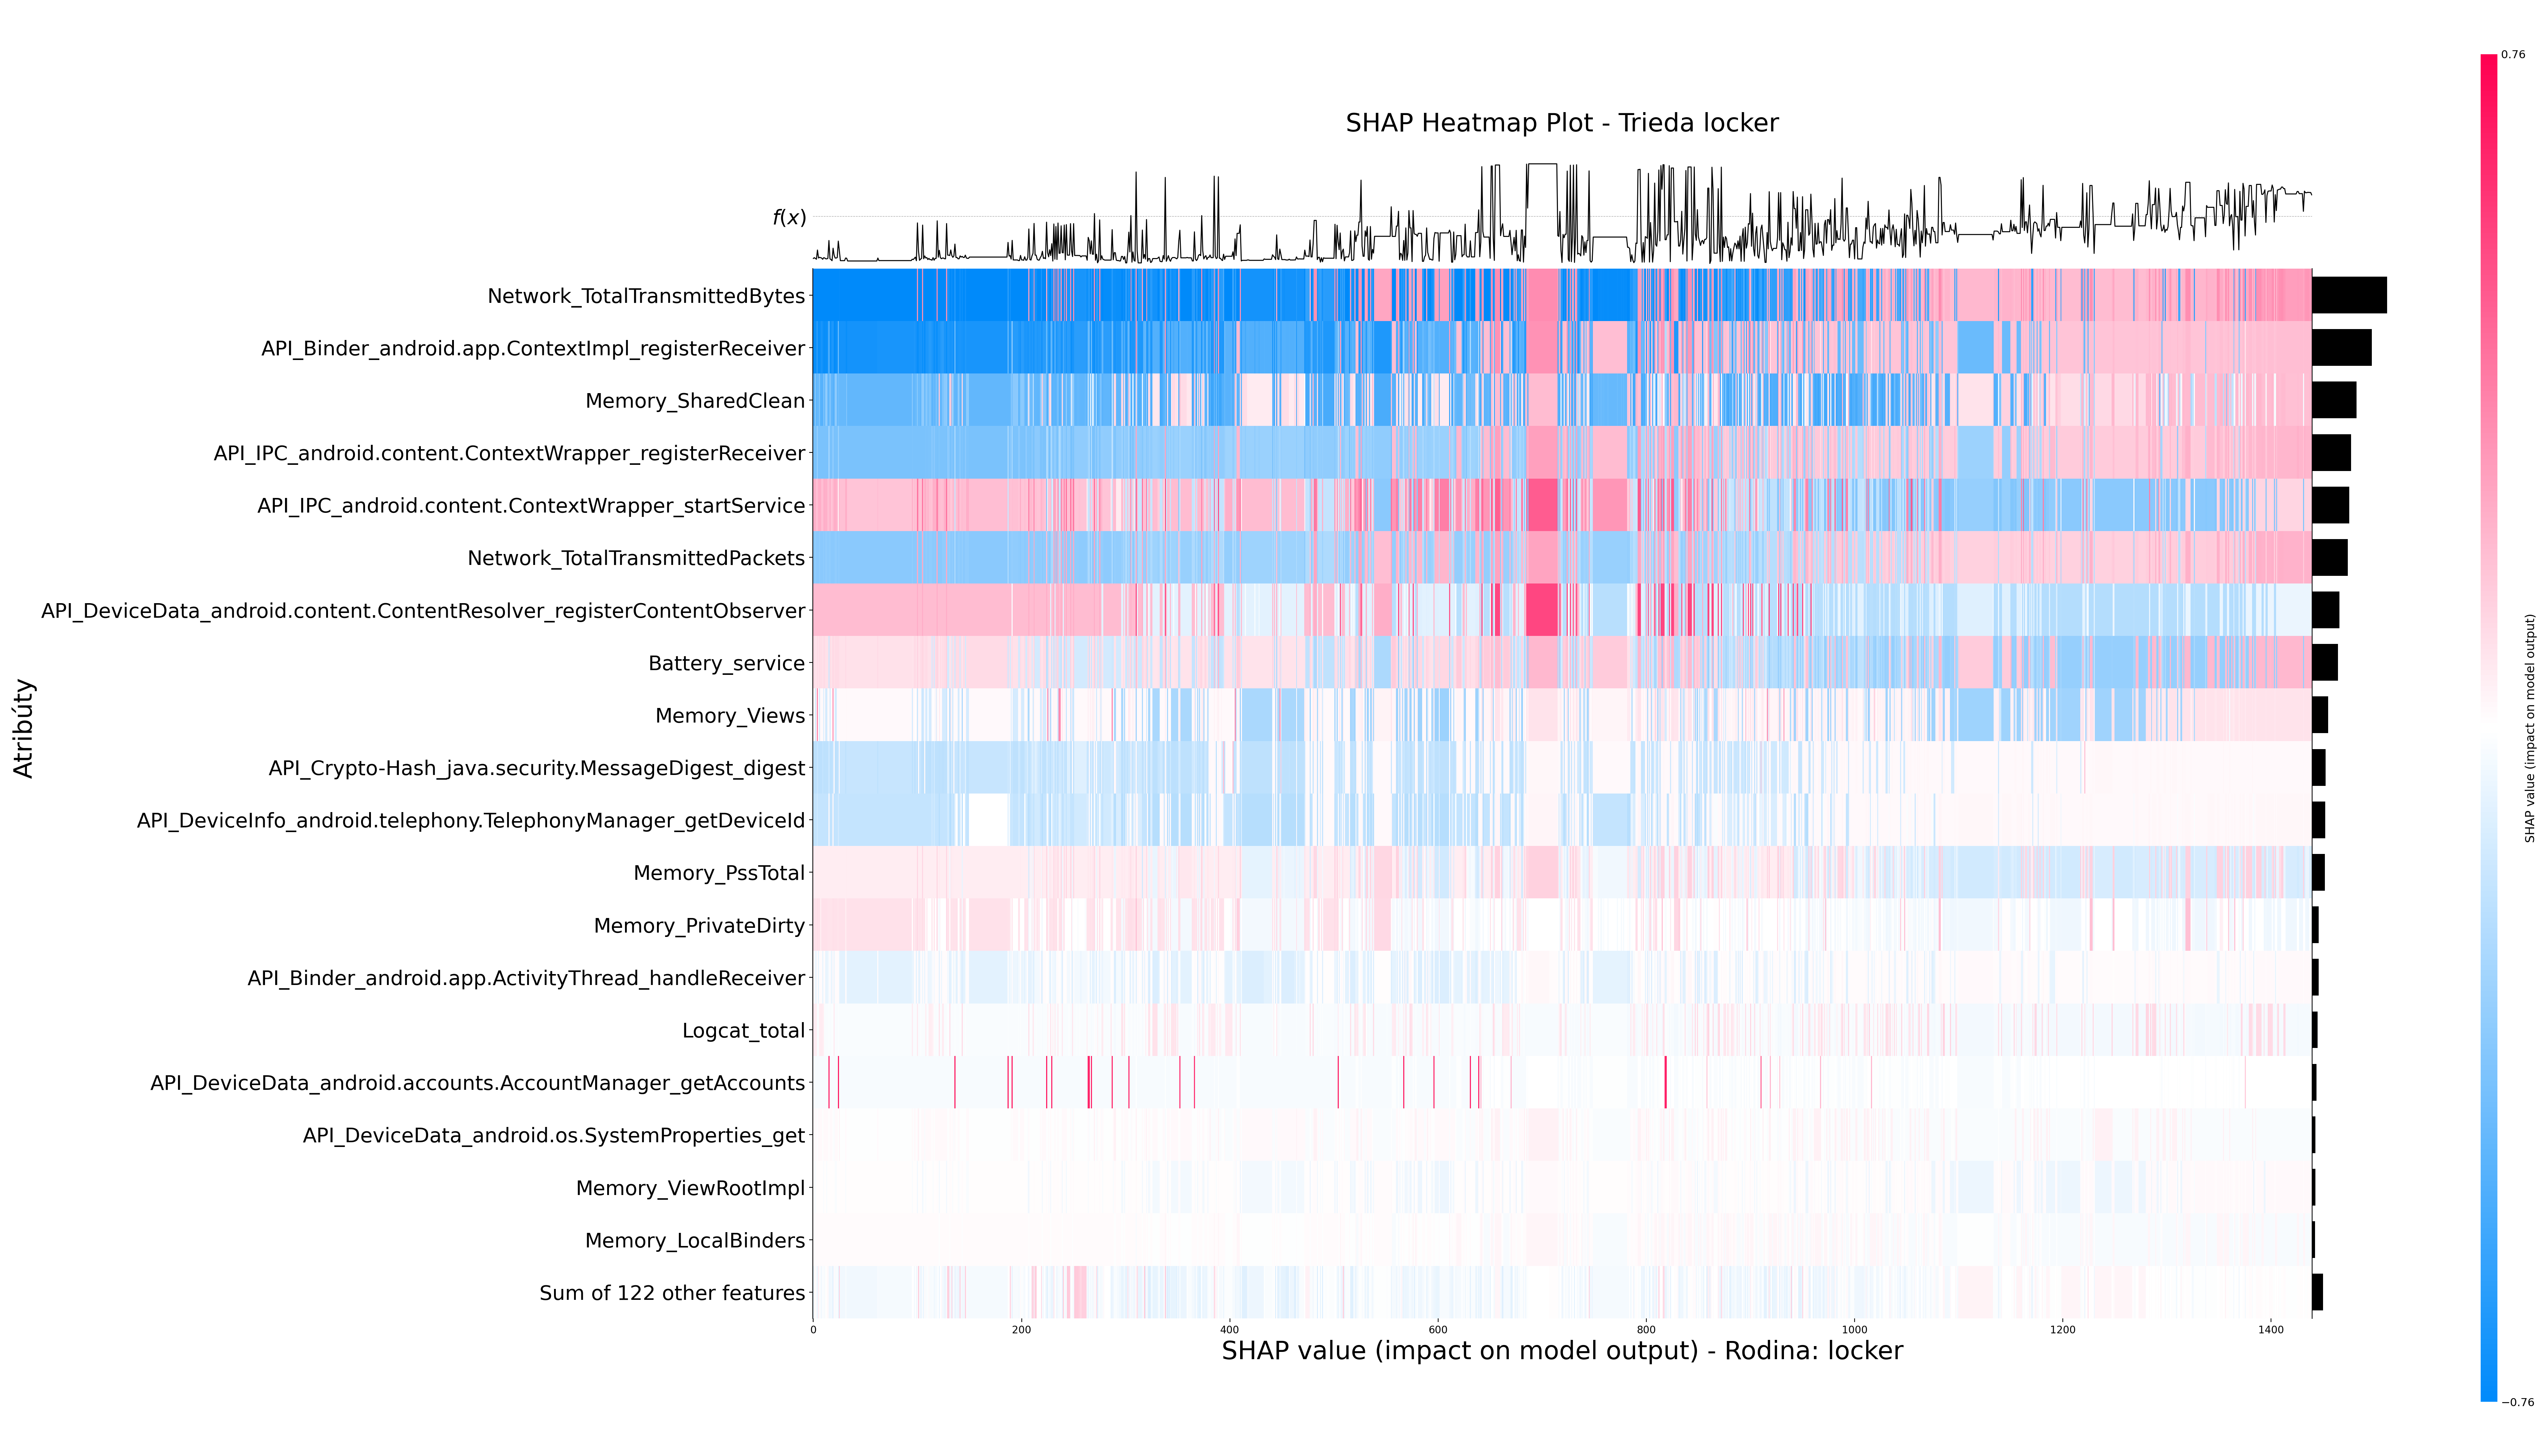 SHAP Heatmap Plot - Trieda locker
0.76
f(x)
Network_TotalTransmittedBytes
API_Binder_android.app.ContextImpl_registerReceiver
Memory_SharedClean
API_IPC_android.content.ContextWrapper_registerReceiver
API_IPC_android.content.ContextWrapper_startService
Network_TotalTransmittedPackets
API_DeviceData_android.content.ContentResolver_registerContentObserver
Battery_service
Memory_Views
API_Crypto-Hash_java.security.MessageDigest_digest
API_DeviceInfo_android.telephony.TelephonyManager_getDeviceId
Memory_PssTotal
Memory_PrivateDirty
API_Binder_android.app.ActivityThread_handleReceiver
Logcat_total
API_DeviceData_android.accounts.AccountManager_getAccounts
API_DeviceData_android.os.SystemProperties_get
Memory_ViewRootImpl
Memory_LocalBinders
Sum of 122 other features
Atribúty
0 200 400 600 800 1000 1200 1400
SHAP value (impact on model output) - Rodina: locker
SHAP value (impact on model output)
−0.76